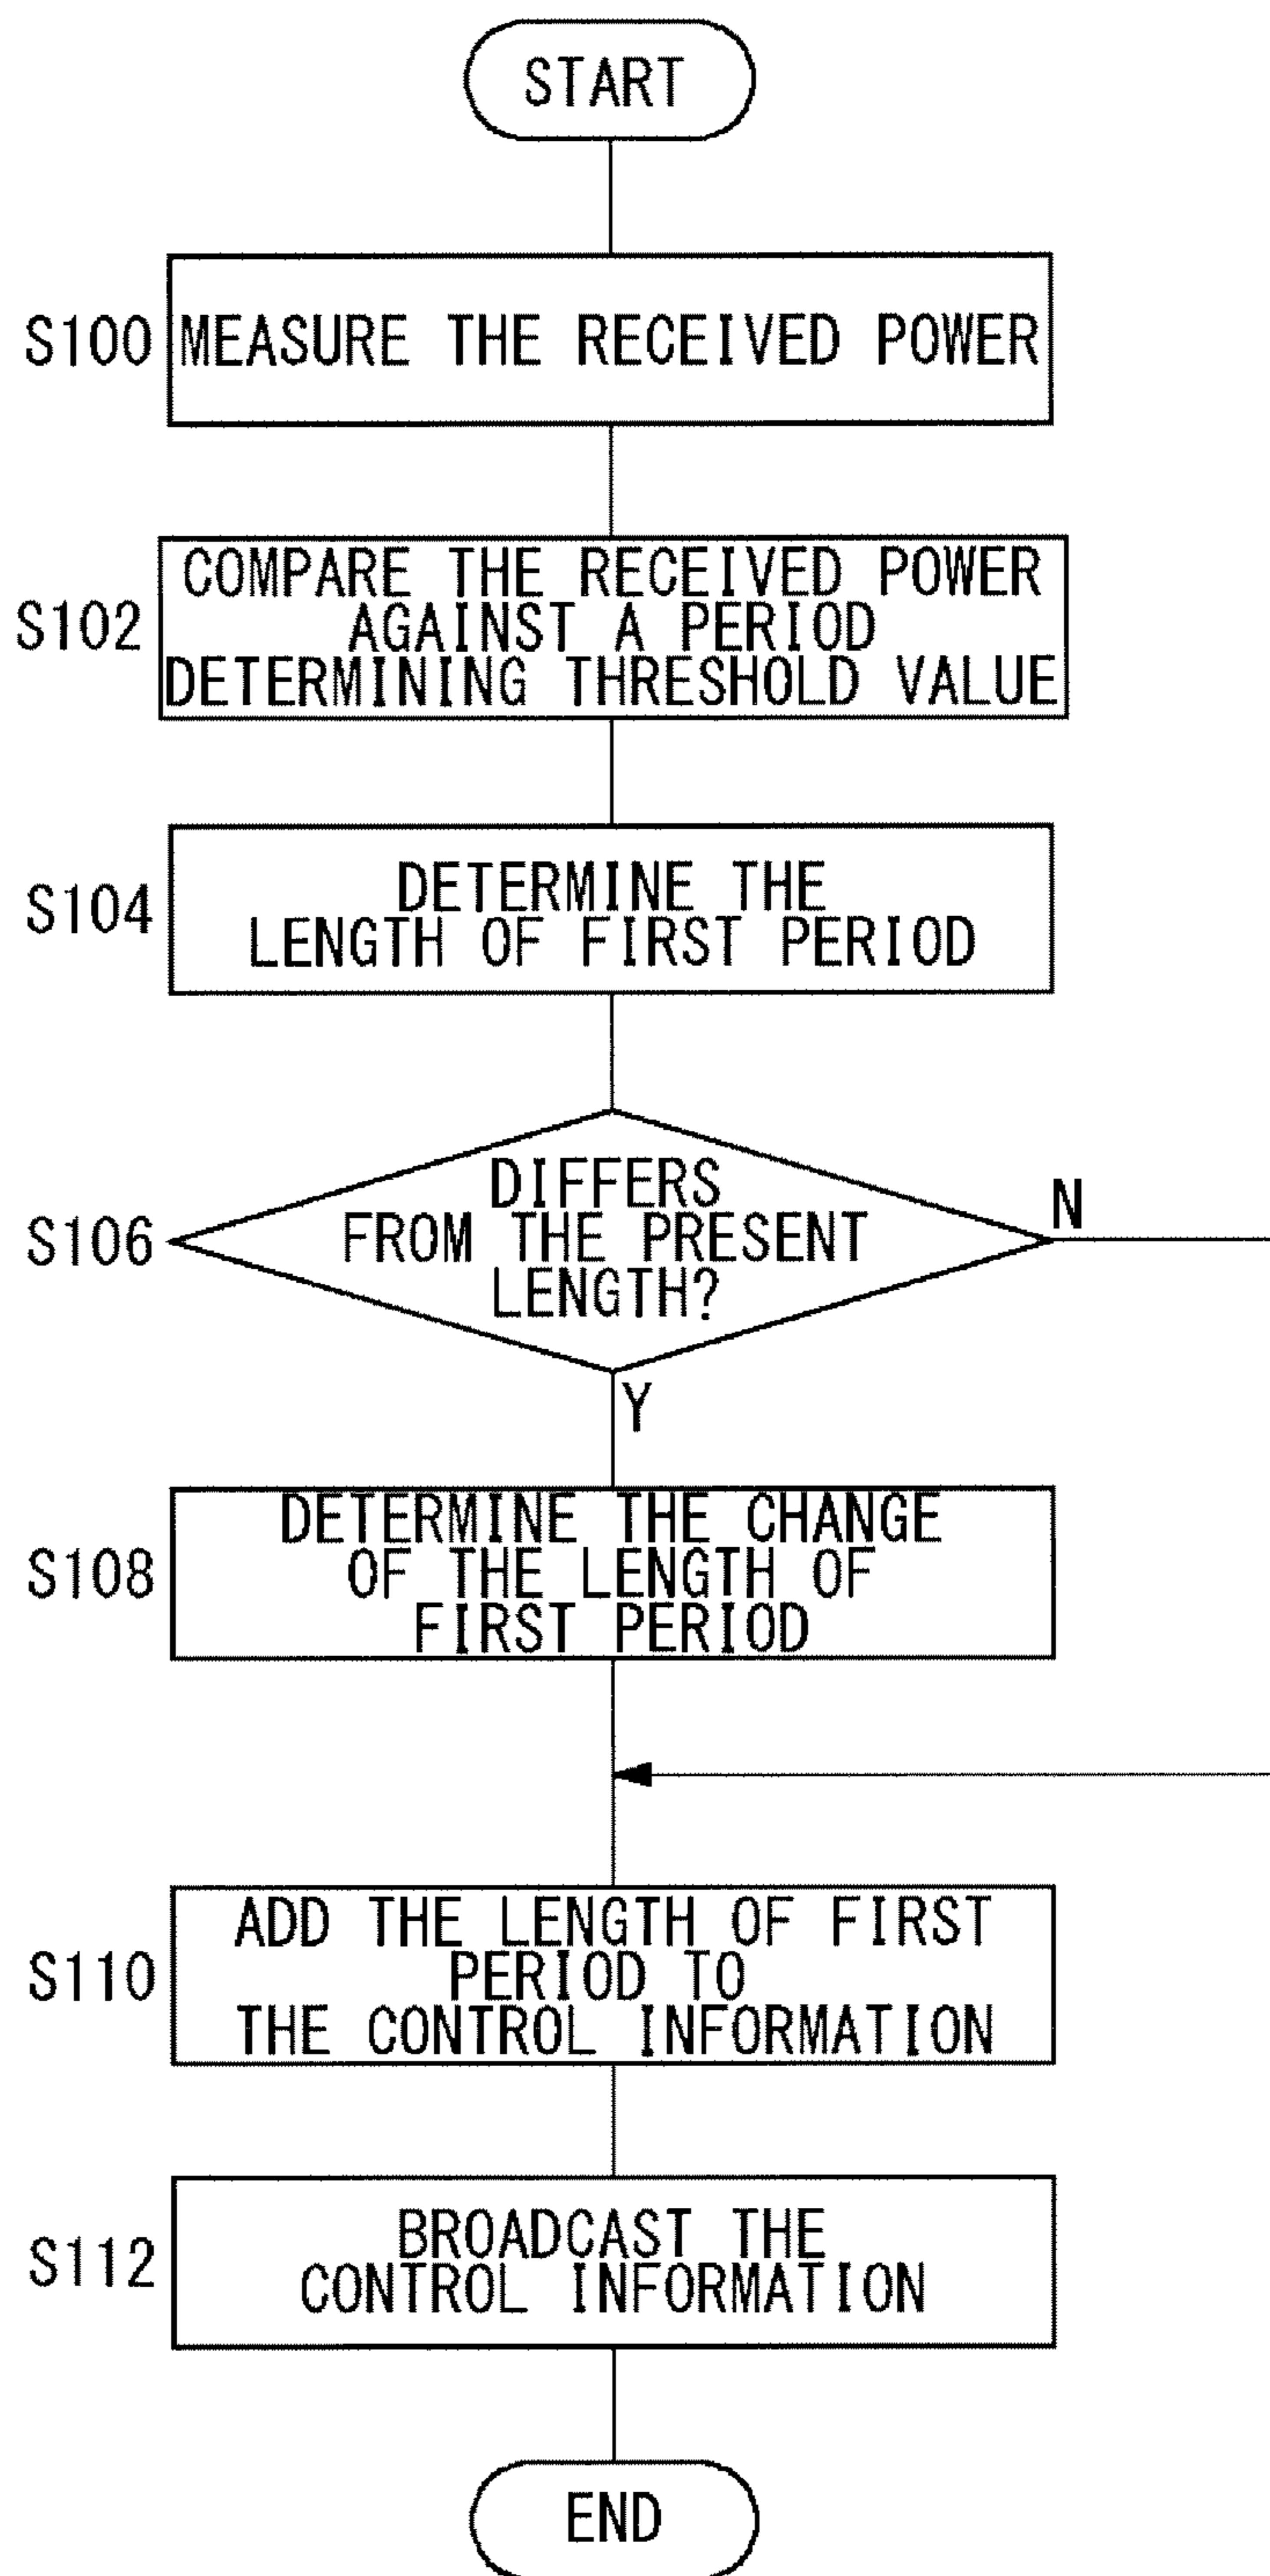 START
S100
MEASURE THE RECEIVED POWER
S102
COMPARE THE RECEIVED POWER
AGAINST A PERIOD
DETERMINING THRESHOLD VALUE
S104
DETERMINE THE
LENGTH OF FIRST PERIOD
S106
DIFFERS
FROM THE PRESENT
LENGTH?
N
Y
S108
DETERMINE THE CHANGE
OF THE LENGTH OF
FIRST PERIOD
S110
ADD THE LENGTH OF FIRST
PERIOD TO
THE CONTROL INFORMATION
S112
BROADCAST THE
CONTROL INFORMATION
END